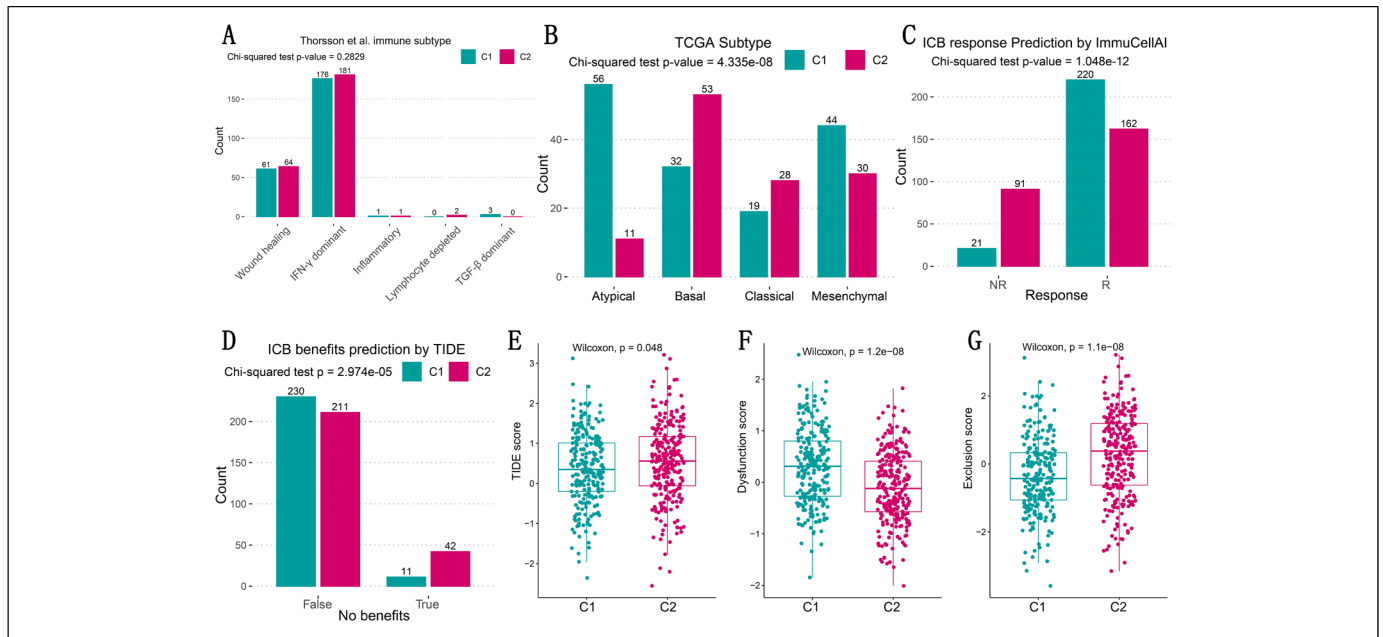 A
Thorsson et al. immune subtype
Chi-squared test p-value = 0.2829
C1
C2
Count
150
100
50
0
61
64
176
181
1
1
0
2
3
0
Wound healing
IFN-γ dominant
Inflammatory
Lymphocyte depleted
TGF-β dominant
B
TCGA Subtype
Chi-squared test p-value = 4.335e-08
C1
C2
Count
40
20
0
56
11
32
53
19
28
44
30
Atypical
Basal
Classical
Mesenchymal
C
ICB response Prediction by ImmuCellAI
Chi-squared test p-value = 1.048e-12
Count
200
150
100
50
0
21
91
220
162
NR
R
Response
D
ICB benefits prediction by TIDE
Chi-squared test p = 2.974e-05
C1
C2
Count
200
150
100
50
0
230
211
11
42
False
True
No benefits
E
Wilcoxon, p = 0.048
TIDE score
3
2
1
0
−1
−2
C1
C2
F
Wilcoxon, p = 1.2e−08
Dysfunction score
2
1
0
−1
−2
C1
C2
G
Wilcoxon, p = 1.1e−08
Exclusion score
2
0
−2
C1
C2